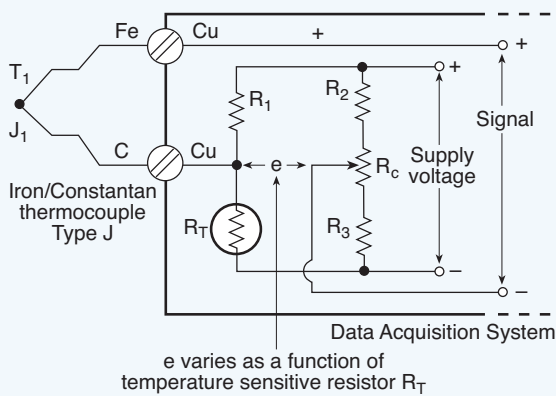 Fe
Cu
+
+
T1
J1
R1
R2
+
Signal
C
Cu
e
Rc
Supply
voltage
Iron/Constantan
thermocouple
Type J
RT
R3
−
−
Data Acquisition System
e varies as a function of
temperature sensitive resistor RT